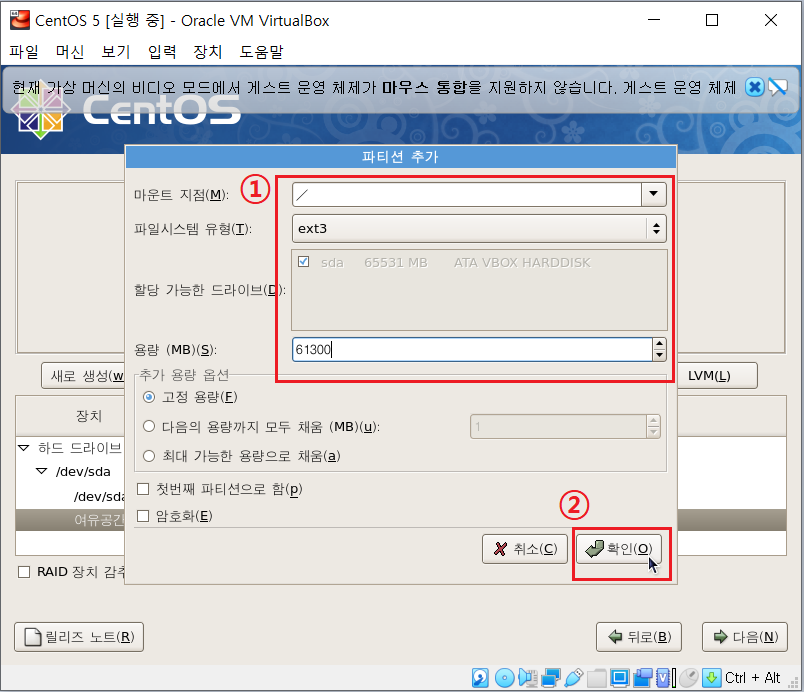 CentOS 5 [실행 중] - Oracle VM VirtualBox
파일 머신 보기 입력 장치 도움말
현재 가상 머신의 비디오 모드에서 게스트 운영 체제가 마우스 통합을 지원하지 않습니다. 게스트 운영 체제
CentOS
파티션 추가
마운트 지점(M): ① /
파일시스템 유형(T): ext3
할당 가능한 드라이브(D): sda 65531 MB ATA VBOX HARDDISK
용량 (MB)(S): 61300
새로 생성(w
LVM(L)
추가 용량 옵션
고정 용량(F)
다음의 용량까지 모두 채움 (MB)(u): 1
최대 가능한 용량으로 채움(a)
첫번째 파티션으로 함(p)
암호화(E)
②
취소(C) 확인(O)
장치
하드 드라이브
/dev/sda
/dev/sda
여유공간
RAID 장치 감추
릴리즈 노트(R) 뒤로(B) 다음(N)
Ctrl + Alt